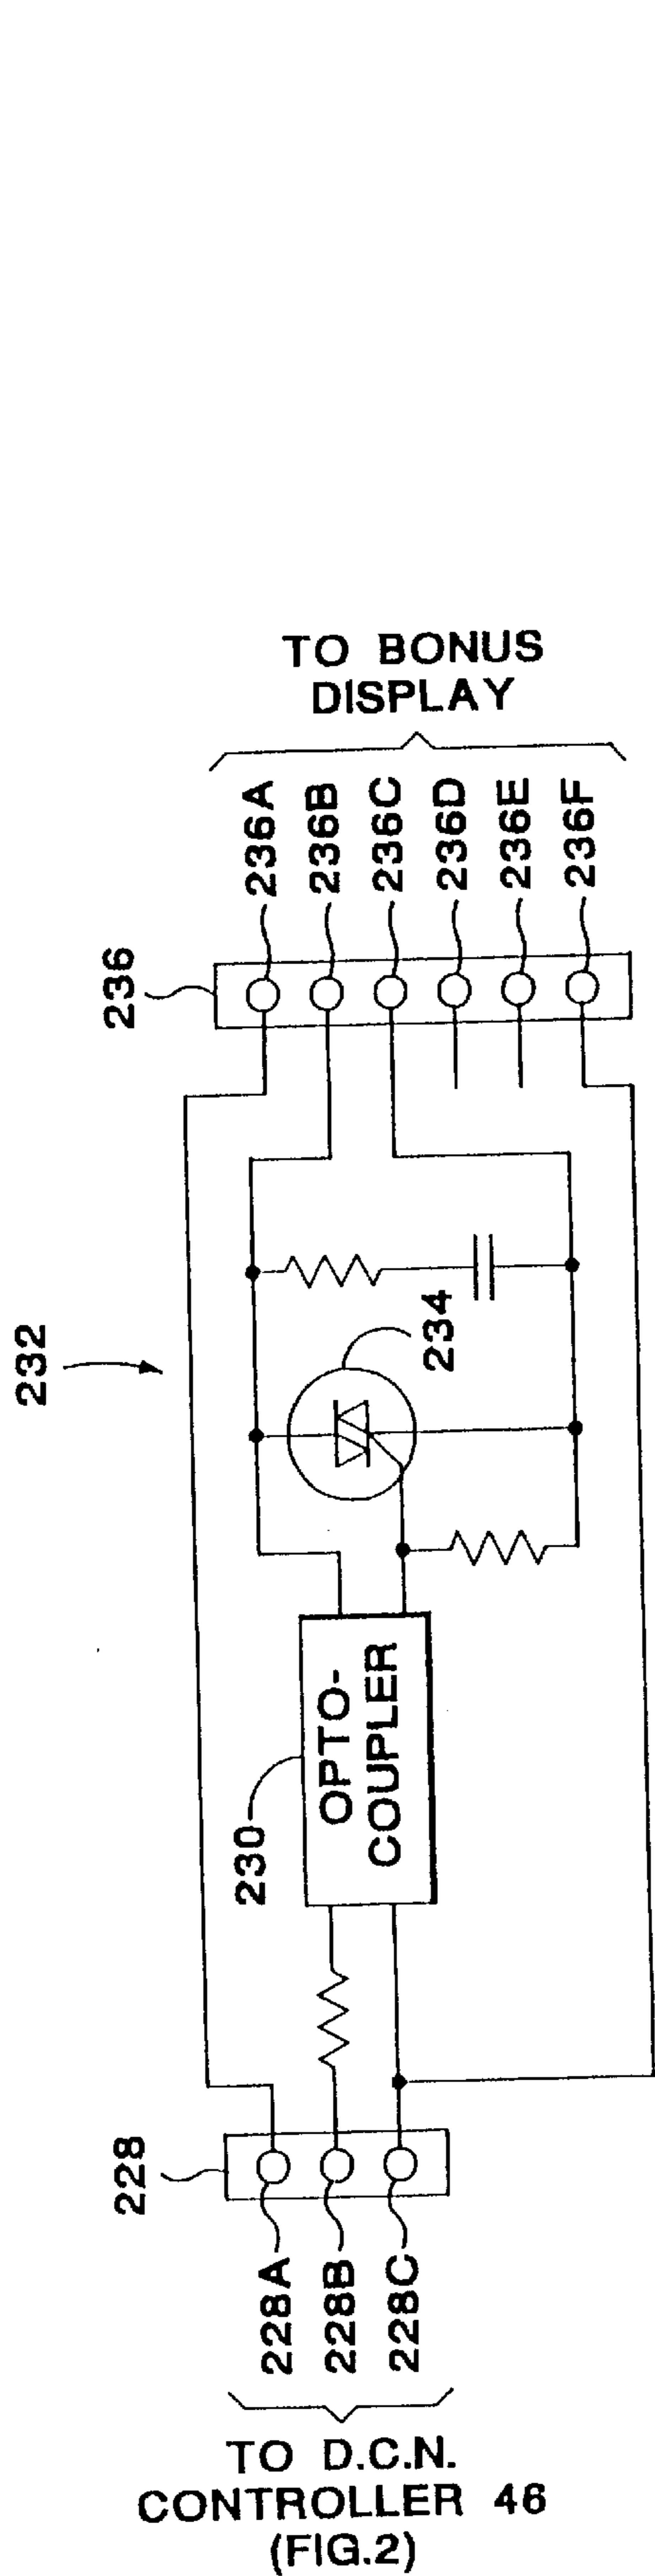 TO BONUS
DISPLAY
236
236A
236B
236C
236D
236E
236F
232
234
230
OPTO-
COUPLER
228
228A
228B
228C
TO D.C.N.
CONTROLLER 46
(FIG.2)